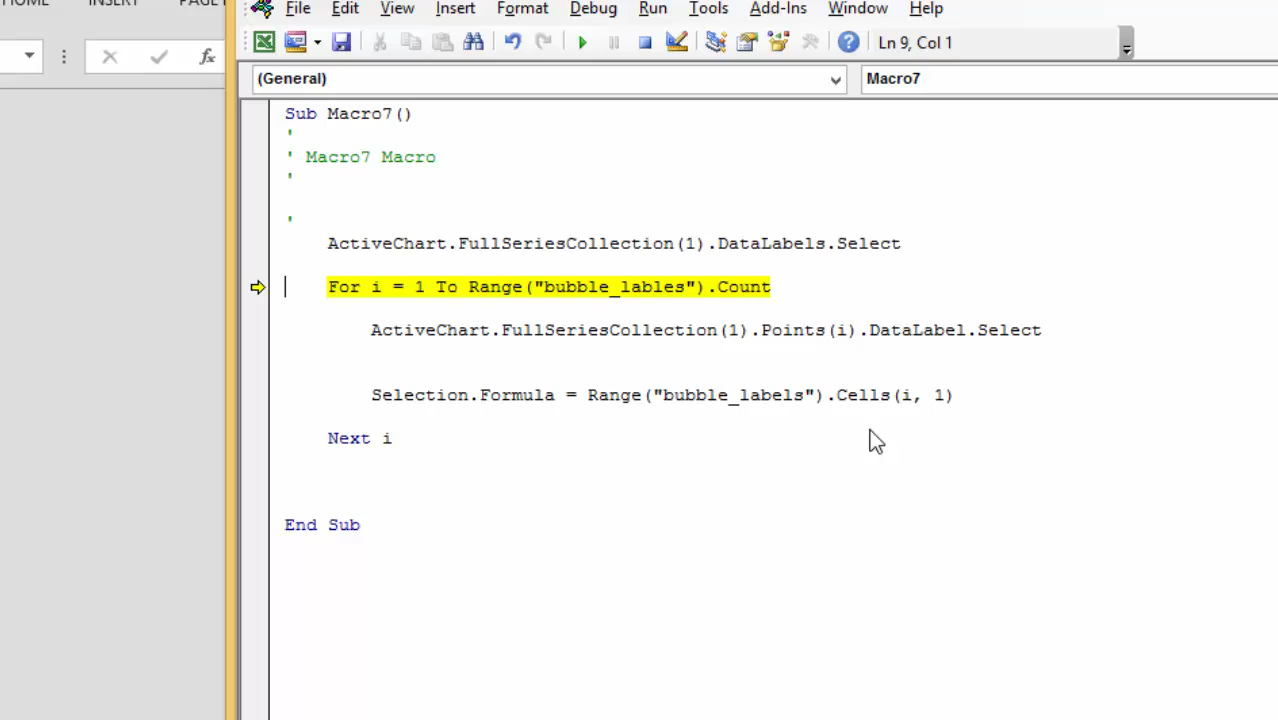 HOME INSERT
File Edit View Insert Format Debug Run Tools Add-Ins Window Help
fx
Ln 9, Col 1
(General) Macro7
Sub Macro7()
'
' Macro7 Macro
'
'
ActiveChart.FullSeriesCollection(1).DataLabels.Select
For i = 1 To Range("bubble_lables").Count
ActiveChart.FullSeriesCollection(1).Points(i).DataLabel.Select
Selection.Formula = Range("bubble_labels").Cells(i, 1)
Next i
End Sub